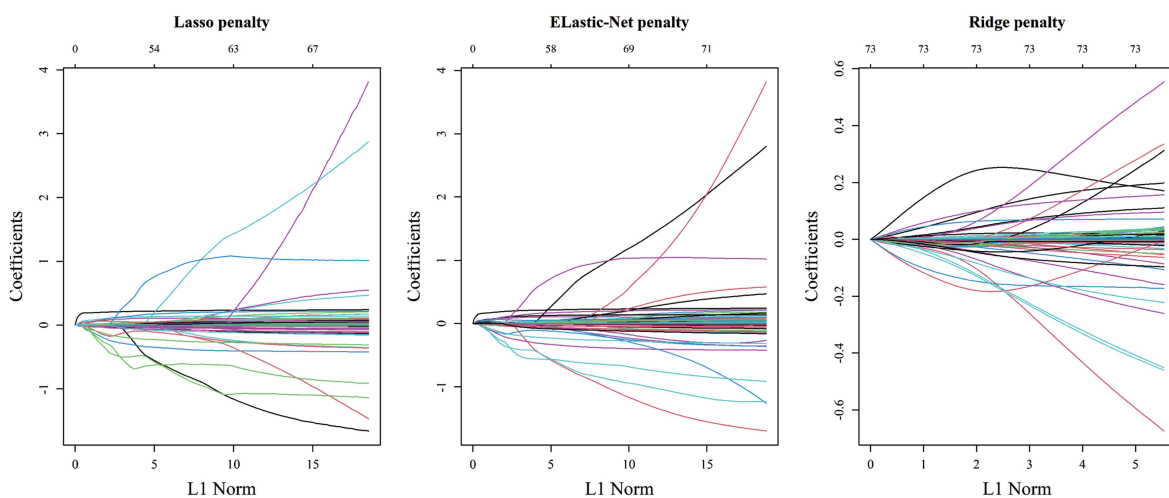 Lasso penalty
0 54 63 67
4
3
2
1
0
-1
Coefficients
0 5 10 15
L1 Norm
ELastic-Net penalty
0 58 69 71
4
3
2
1
0
-1
Coefficients
0 5 10 15
L1 Norm
Ridge penalty
73 73 73 73 73 73
0.6
0.4
0.2
0.0
-0.2
-0.4
-0.6
Coefficients
0 1 2 3 4 5
L1 Norm